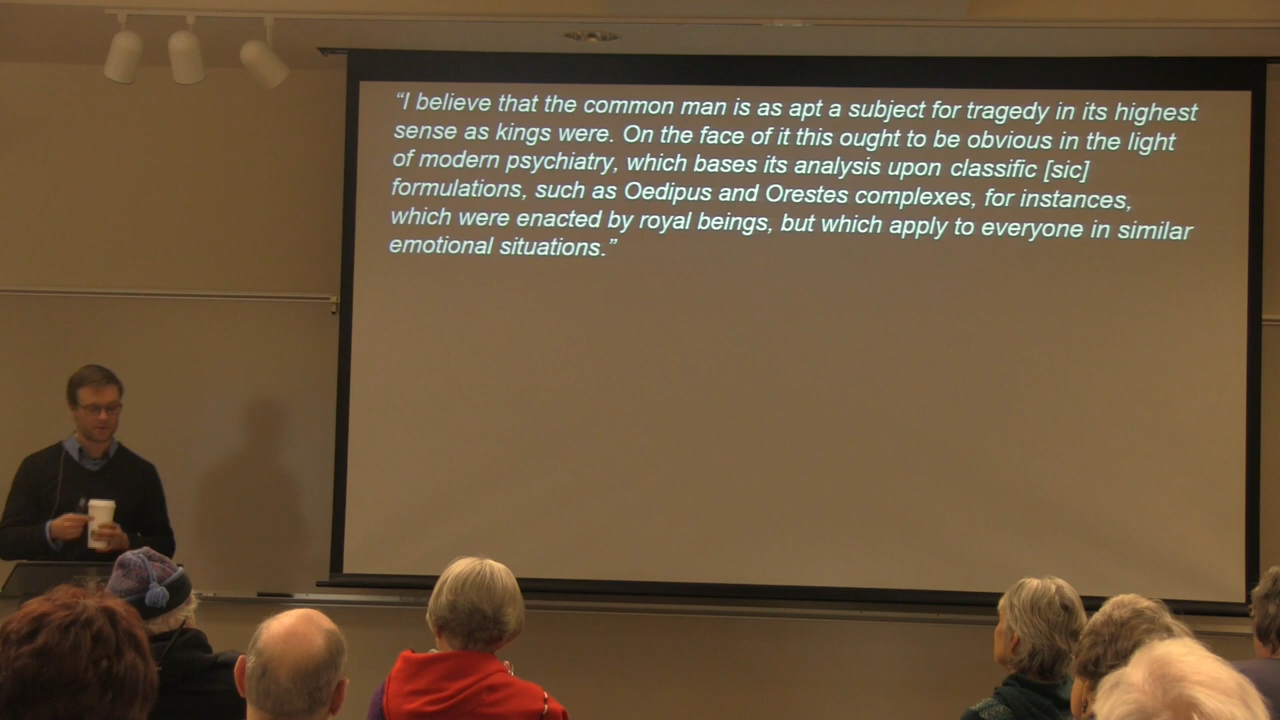 “I believe that the common man is as apt a subject for tragedy in its highest
sense as kings were. On the face of it this ought to be obvious in the light
of modern psychiatry, which bases its analysis upon classific [sic]
formulations, such as Oedipus and Orestes complexes, for instances,
which were enacted by royal beings, but which apply to everyone in similar
emotional situations.”